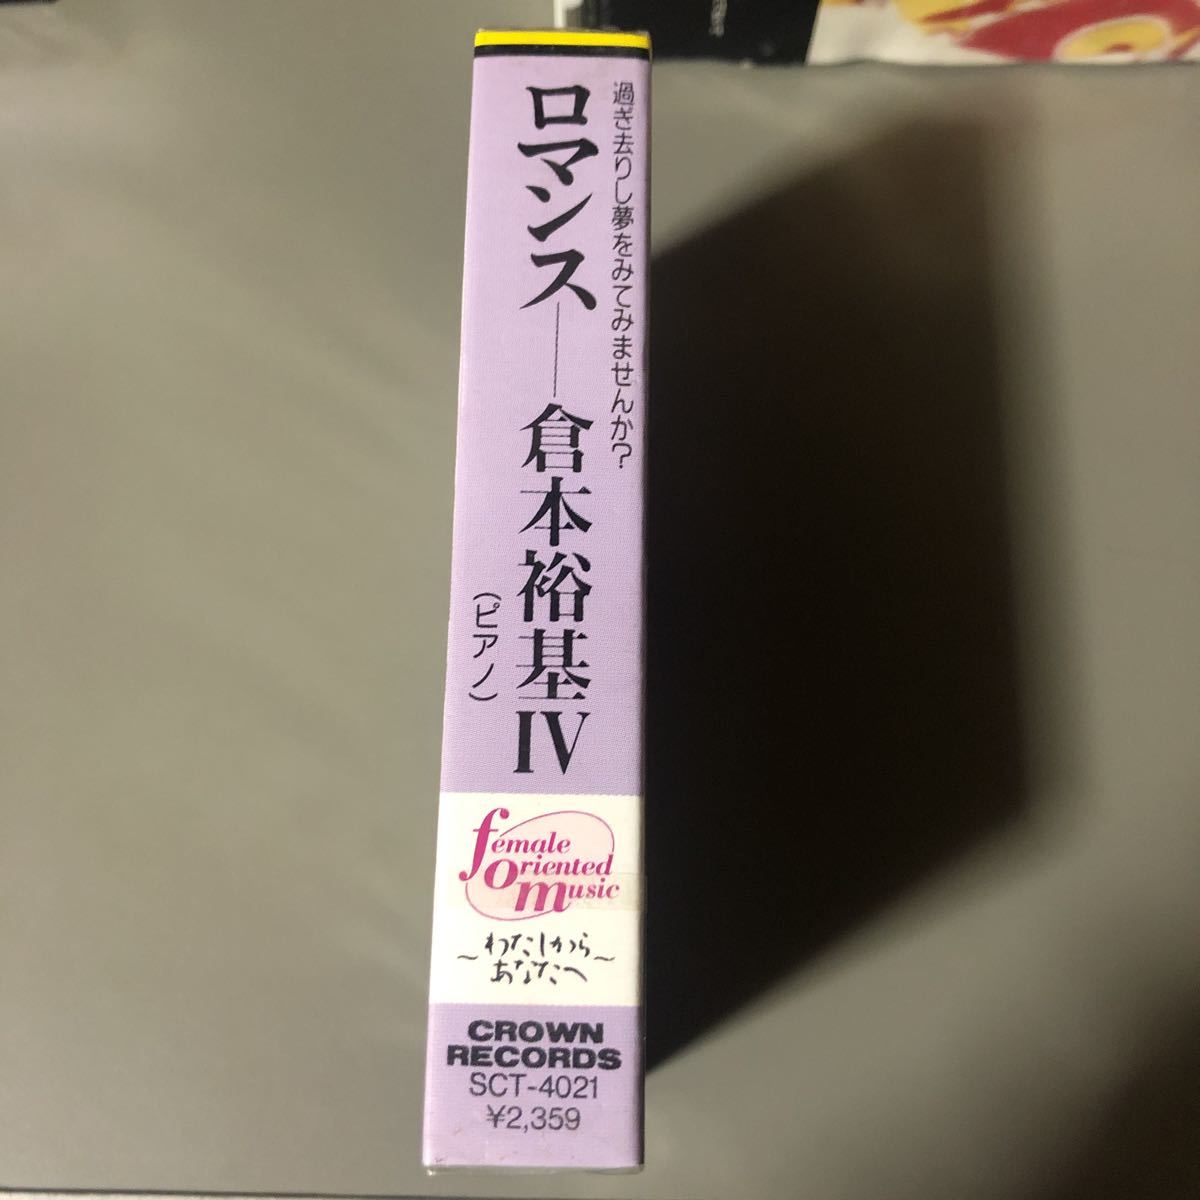 過ぎ去りし夢をみてみませんか?
ロマンス——倉本裕基IV
(ピアノ)
female
oriented
music
～わたしから
あなたへ～
CROWN
RECORDS
SCT-4021
¥2,359